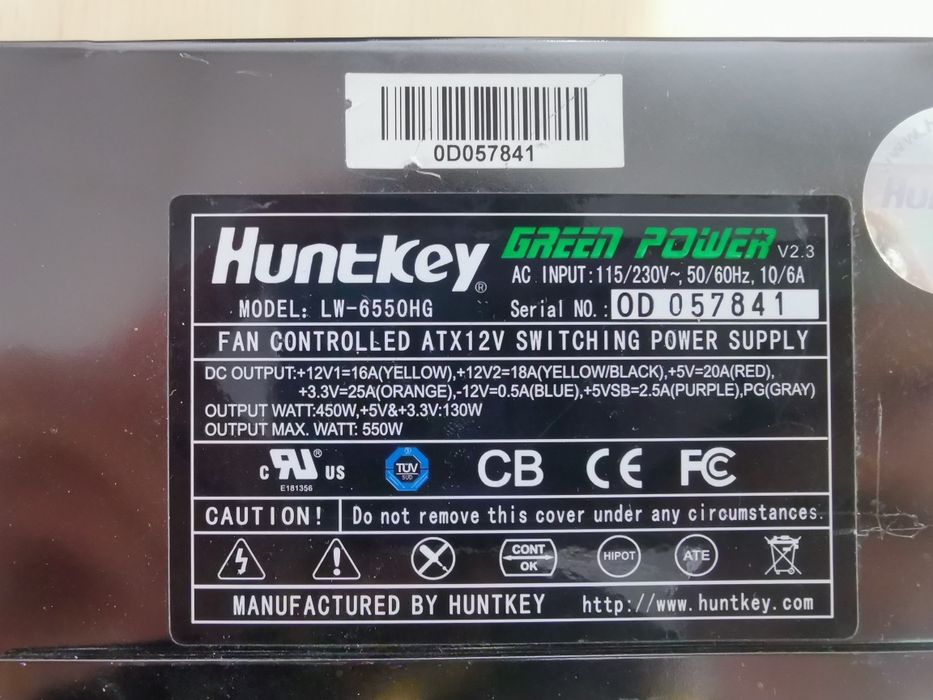 0D057841
HuntKey® GREEN POWER V2.3
AC INPUT:115/230V~, 50/60Hz, 10/6A
MODEL: LW-6550HG Serial NO.: 0D 057841
FAN CONTROLLED ATX12V SWITCHING POWER SUPPLY
DC OUTPUT:+12V1=16A(YELLOW),+12V2=18A(YELLOW/BLACK),+5V=20A(RED),
+3.3V=25A(ORANGE),-12V=0.5A(BLUE),+5VSB=2.5A(PURPLE),PG(GRAY)
OUTPUT WATT:450W,+5V&+3.3V:130W
OUTPUT MAX. WATT: 550W
C RU® US TÜV SÜD CB CE FC
E181356
CAUTION! Do not remove this cover under any circumstances.
CONT OK HIPOT ATE
MANUFACTURED BY HUNTKEY http://www.huntkey.com